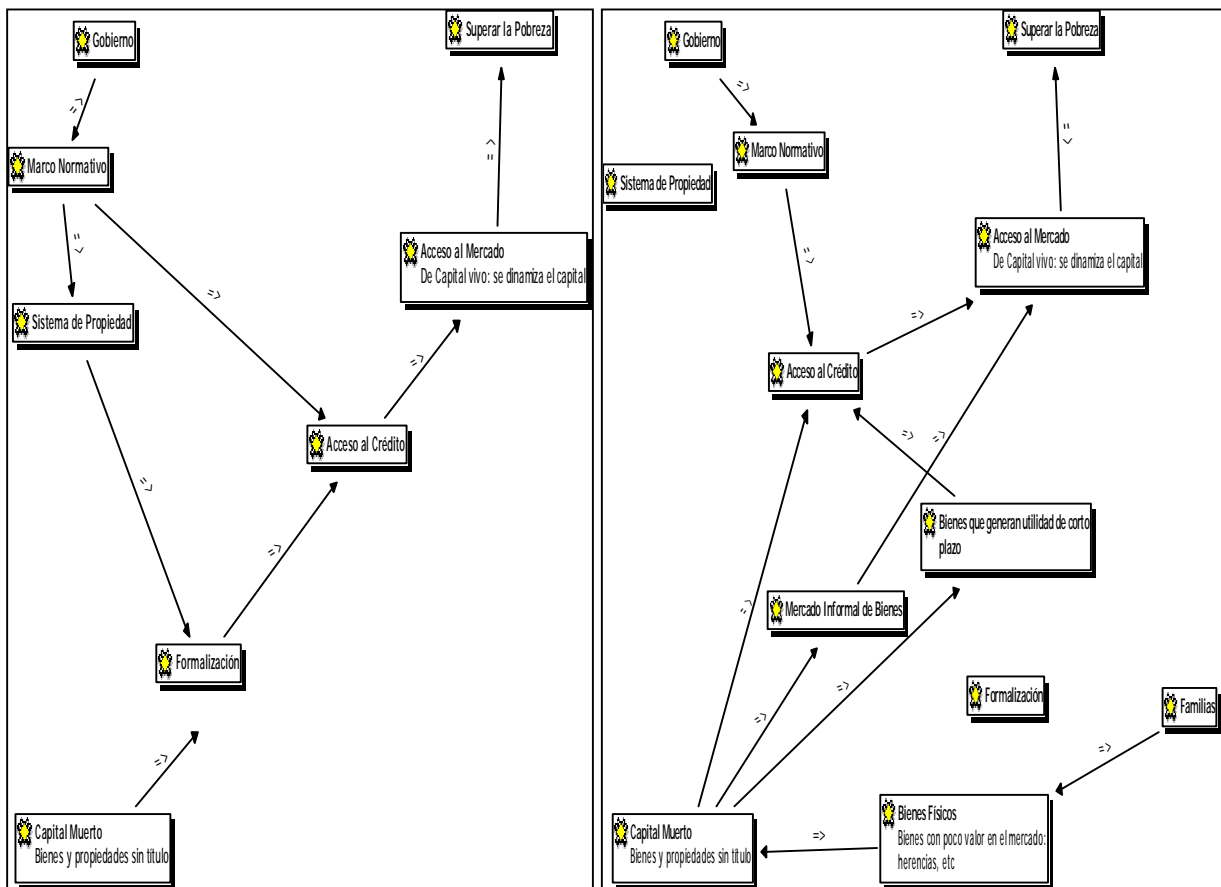 Gobierno
Superar la Pobreza
=>
Marco Normativo
=>
=>
=>
Acceso al Mercado
De Capital vivo: se dinamiza el capital
Sistema de Propiedad
=>
Acceso al Crédito
=>
=>
Formalización
=>
Capital Muerto
Bienes y propiedades sin título
Gobierno
Superar la Pobreza
=>
Marco Normativo
=>
Sistema de Propiedad
=>
Acceso al Mercado
De Capital vivo: se dinamiza el capital
=>
Acceso al Crédito
=>
=>
Bienes que generan utilidad de corto
plazo
=>
Mercado Informal de Bienes
=>
=>
Formalización
Familias
=>
Bienes Físicos
Bienes con poco valor en el mercado:
herencias, etc
=>
Capital Muerto
Bienes y propiedades sin título